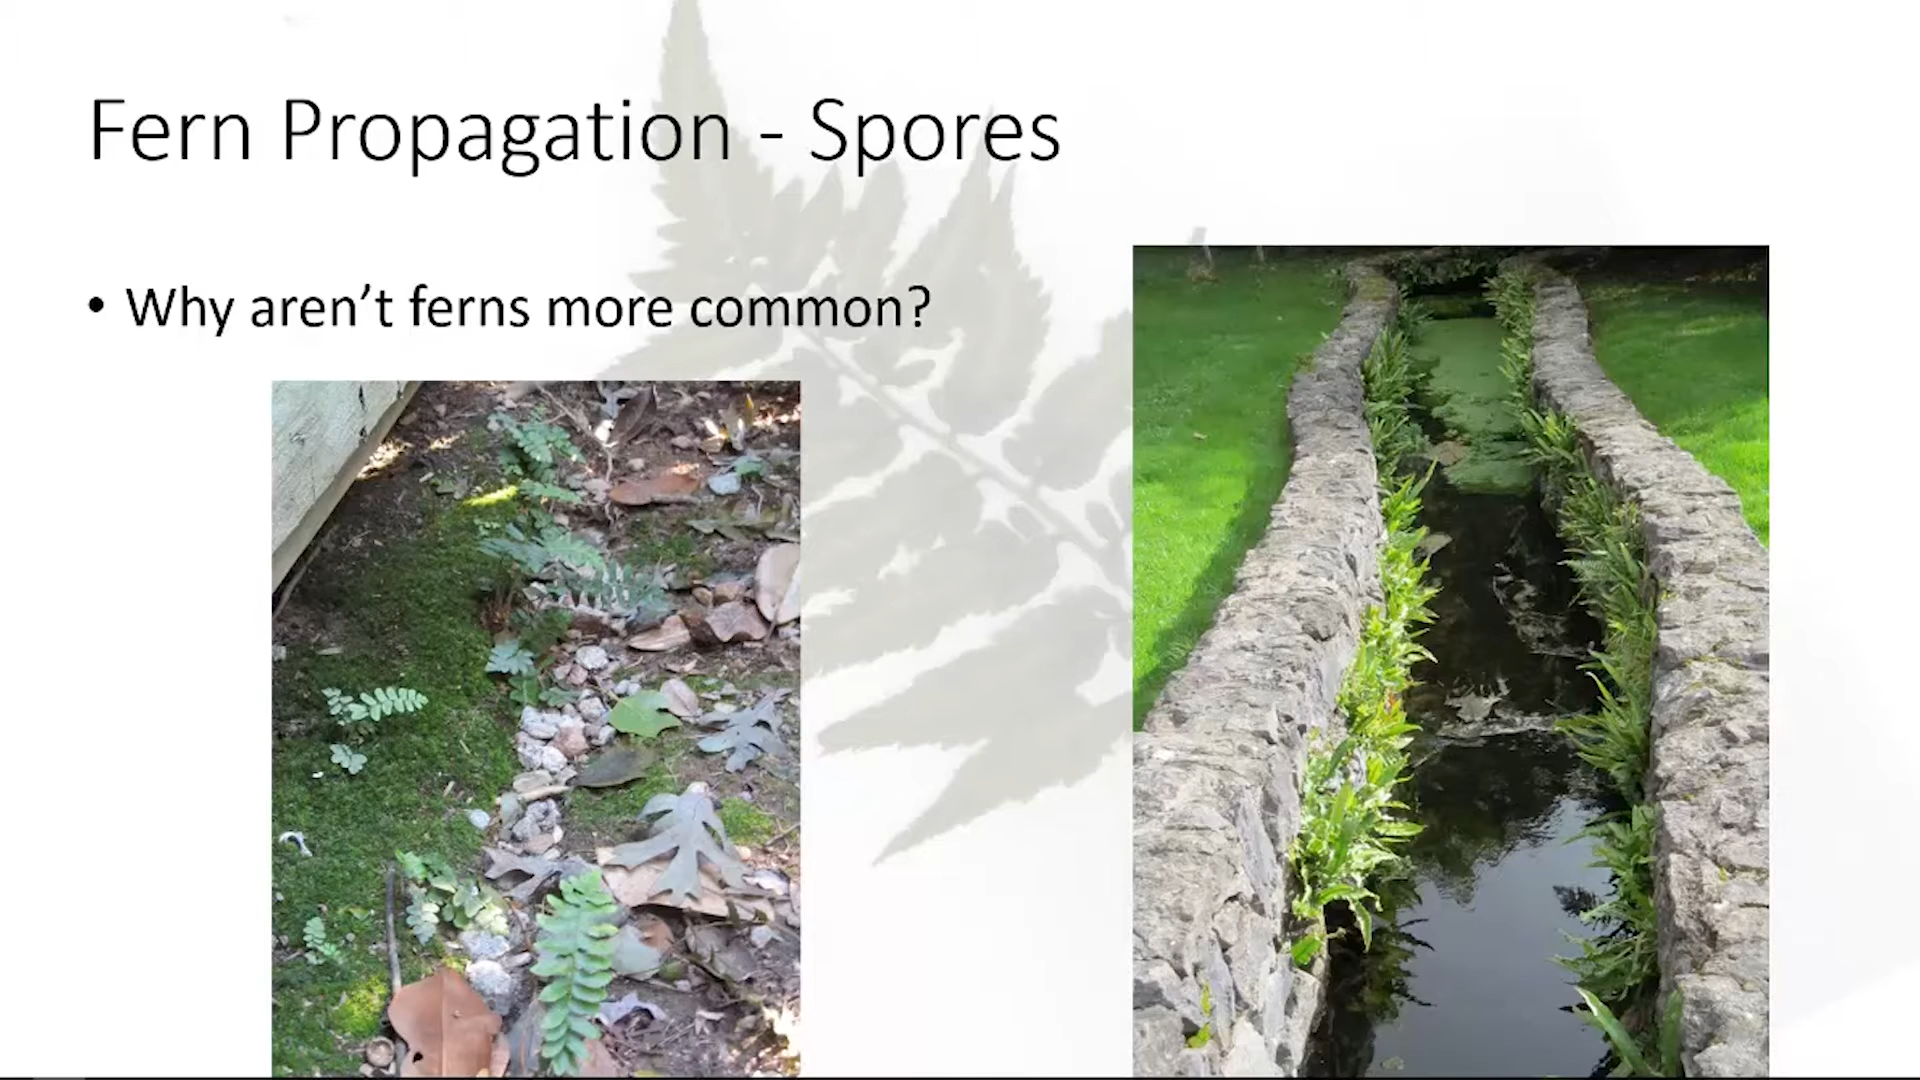 Fern Propagation - Spores
• Why aren’t ferns more common?